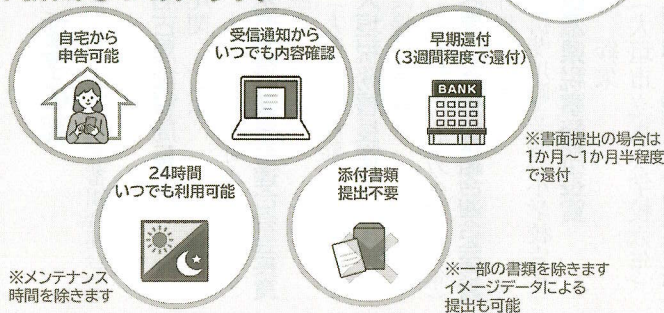 自宅から
申告可能
受信通知から
いつでも内容確認
早期還付
(3週間程度で還付)
BANK
※書面提出の場合は
1か月～1か月半程度
で還付
24時間
いつでも利用可能
※メンテナンス
時間を除きます
添付書類
提出不要
※一部の書類を除きます
イメージデータによる
提出も可能